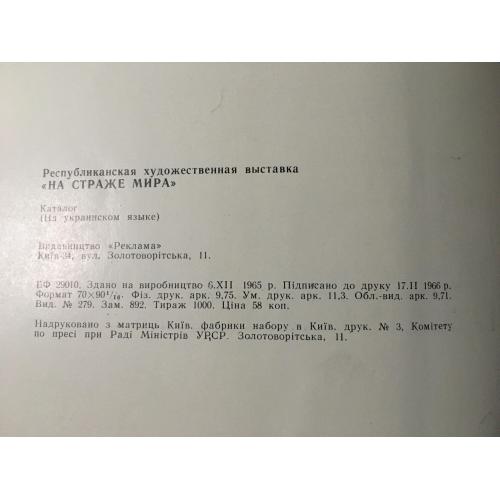 Республиканская художественная выставка
«НА СТРАЖЕ МИРА»
Каталог
(На украинском языке)
Видавництво «Реклама»
Київ-34, вул. Золотоворітська, 11.
БФ 29010. Здано на виробництво 6.XII 1965 р. Підписано до друку 17.II 1966 р.
Формат 70×90¹/₁₆. Фіз. друк. арк. 9,75. Ум. друк. арк. 11,3. Обл.-вид. арк. 9,71.
Вид. № 279. Зам. 892. Тираж 1000. Ціна 58 коп.
Надруковано з матриць Київ. фабрики набору в Київ. друк. № 3, Комітету
по пресі при Раді Міністрів УРСР. Золотоворітська, 11.